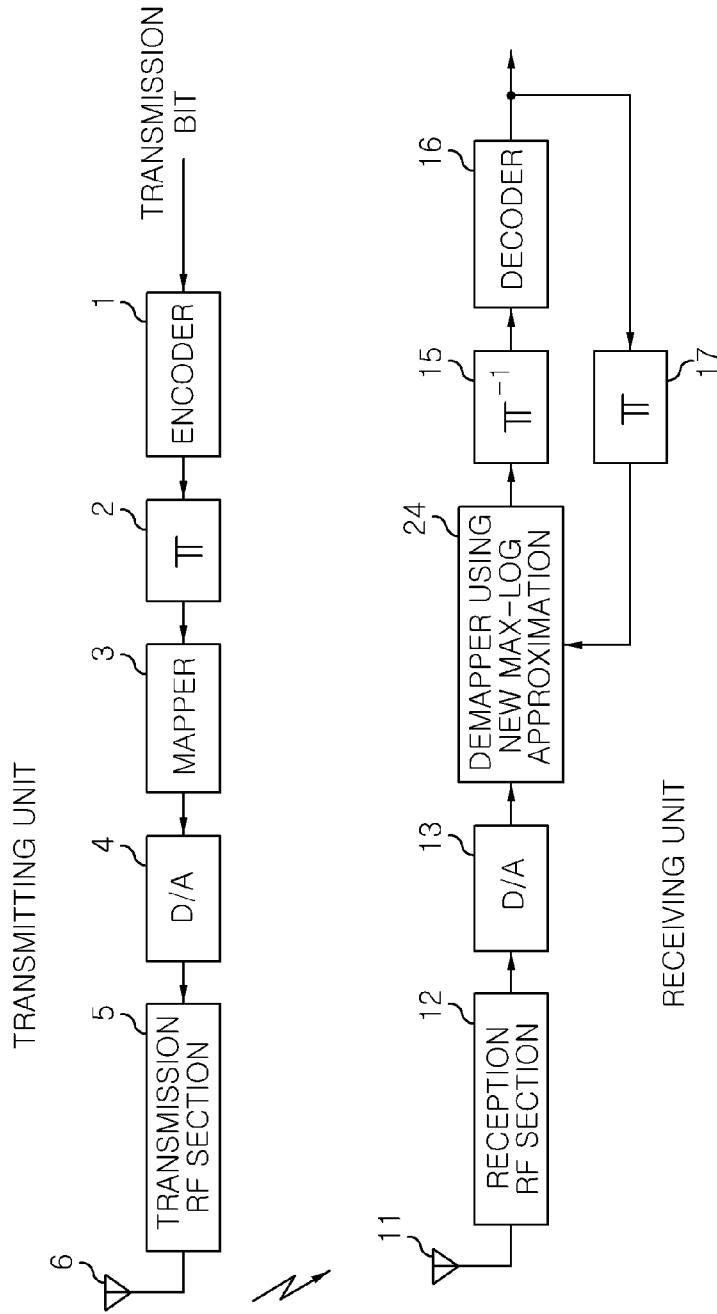 TRANSMITTING UNIT
TRANSMISSION
BIT
1
ENCODER
2
π
3
MAPPER
4
D/A
5
TRANSMISSION
RF SECTION
6
11
12
RECEPTION
RF SECTION
13
D/A
24
DEMAPPER USING
NEW MAX-LOG
APPROXIMATION
15
π⁻¹
16
DECODER
17
π
RECEIVING UNIT